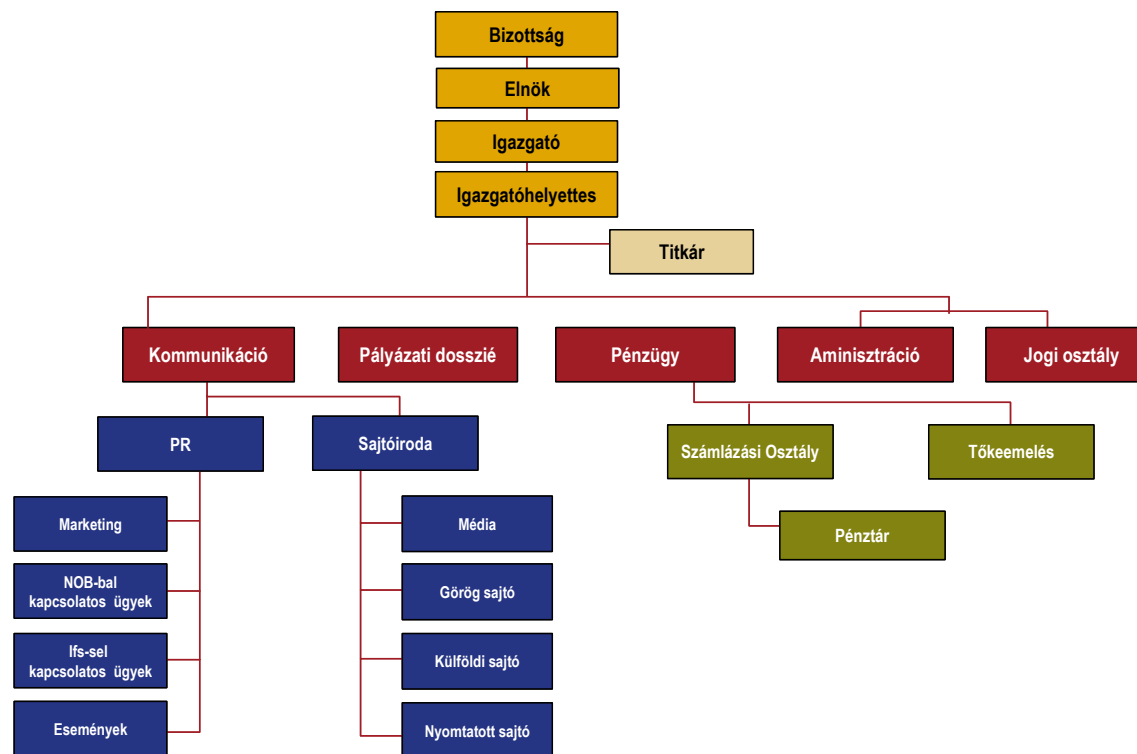 Bizottság
Elnök
Igazgató
Igazgatóhelyettes
Titkár
Kommunikáció
Pályázati dosszié
Pénzügy
Aminisztráció
Jogi osztály
PR
Sajtóiroda
Számlázási Osztály
Tőkeemelés
Marketing
NOB-bal
kapcsolatos ügyek
Ifs-sel
kapcsolatos ügyek
Események
Média
Görög sajtó
Külföldi sajtó
Nyomtatott sajtó
Pénztár